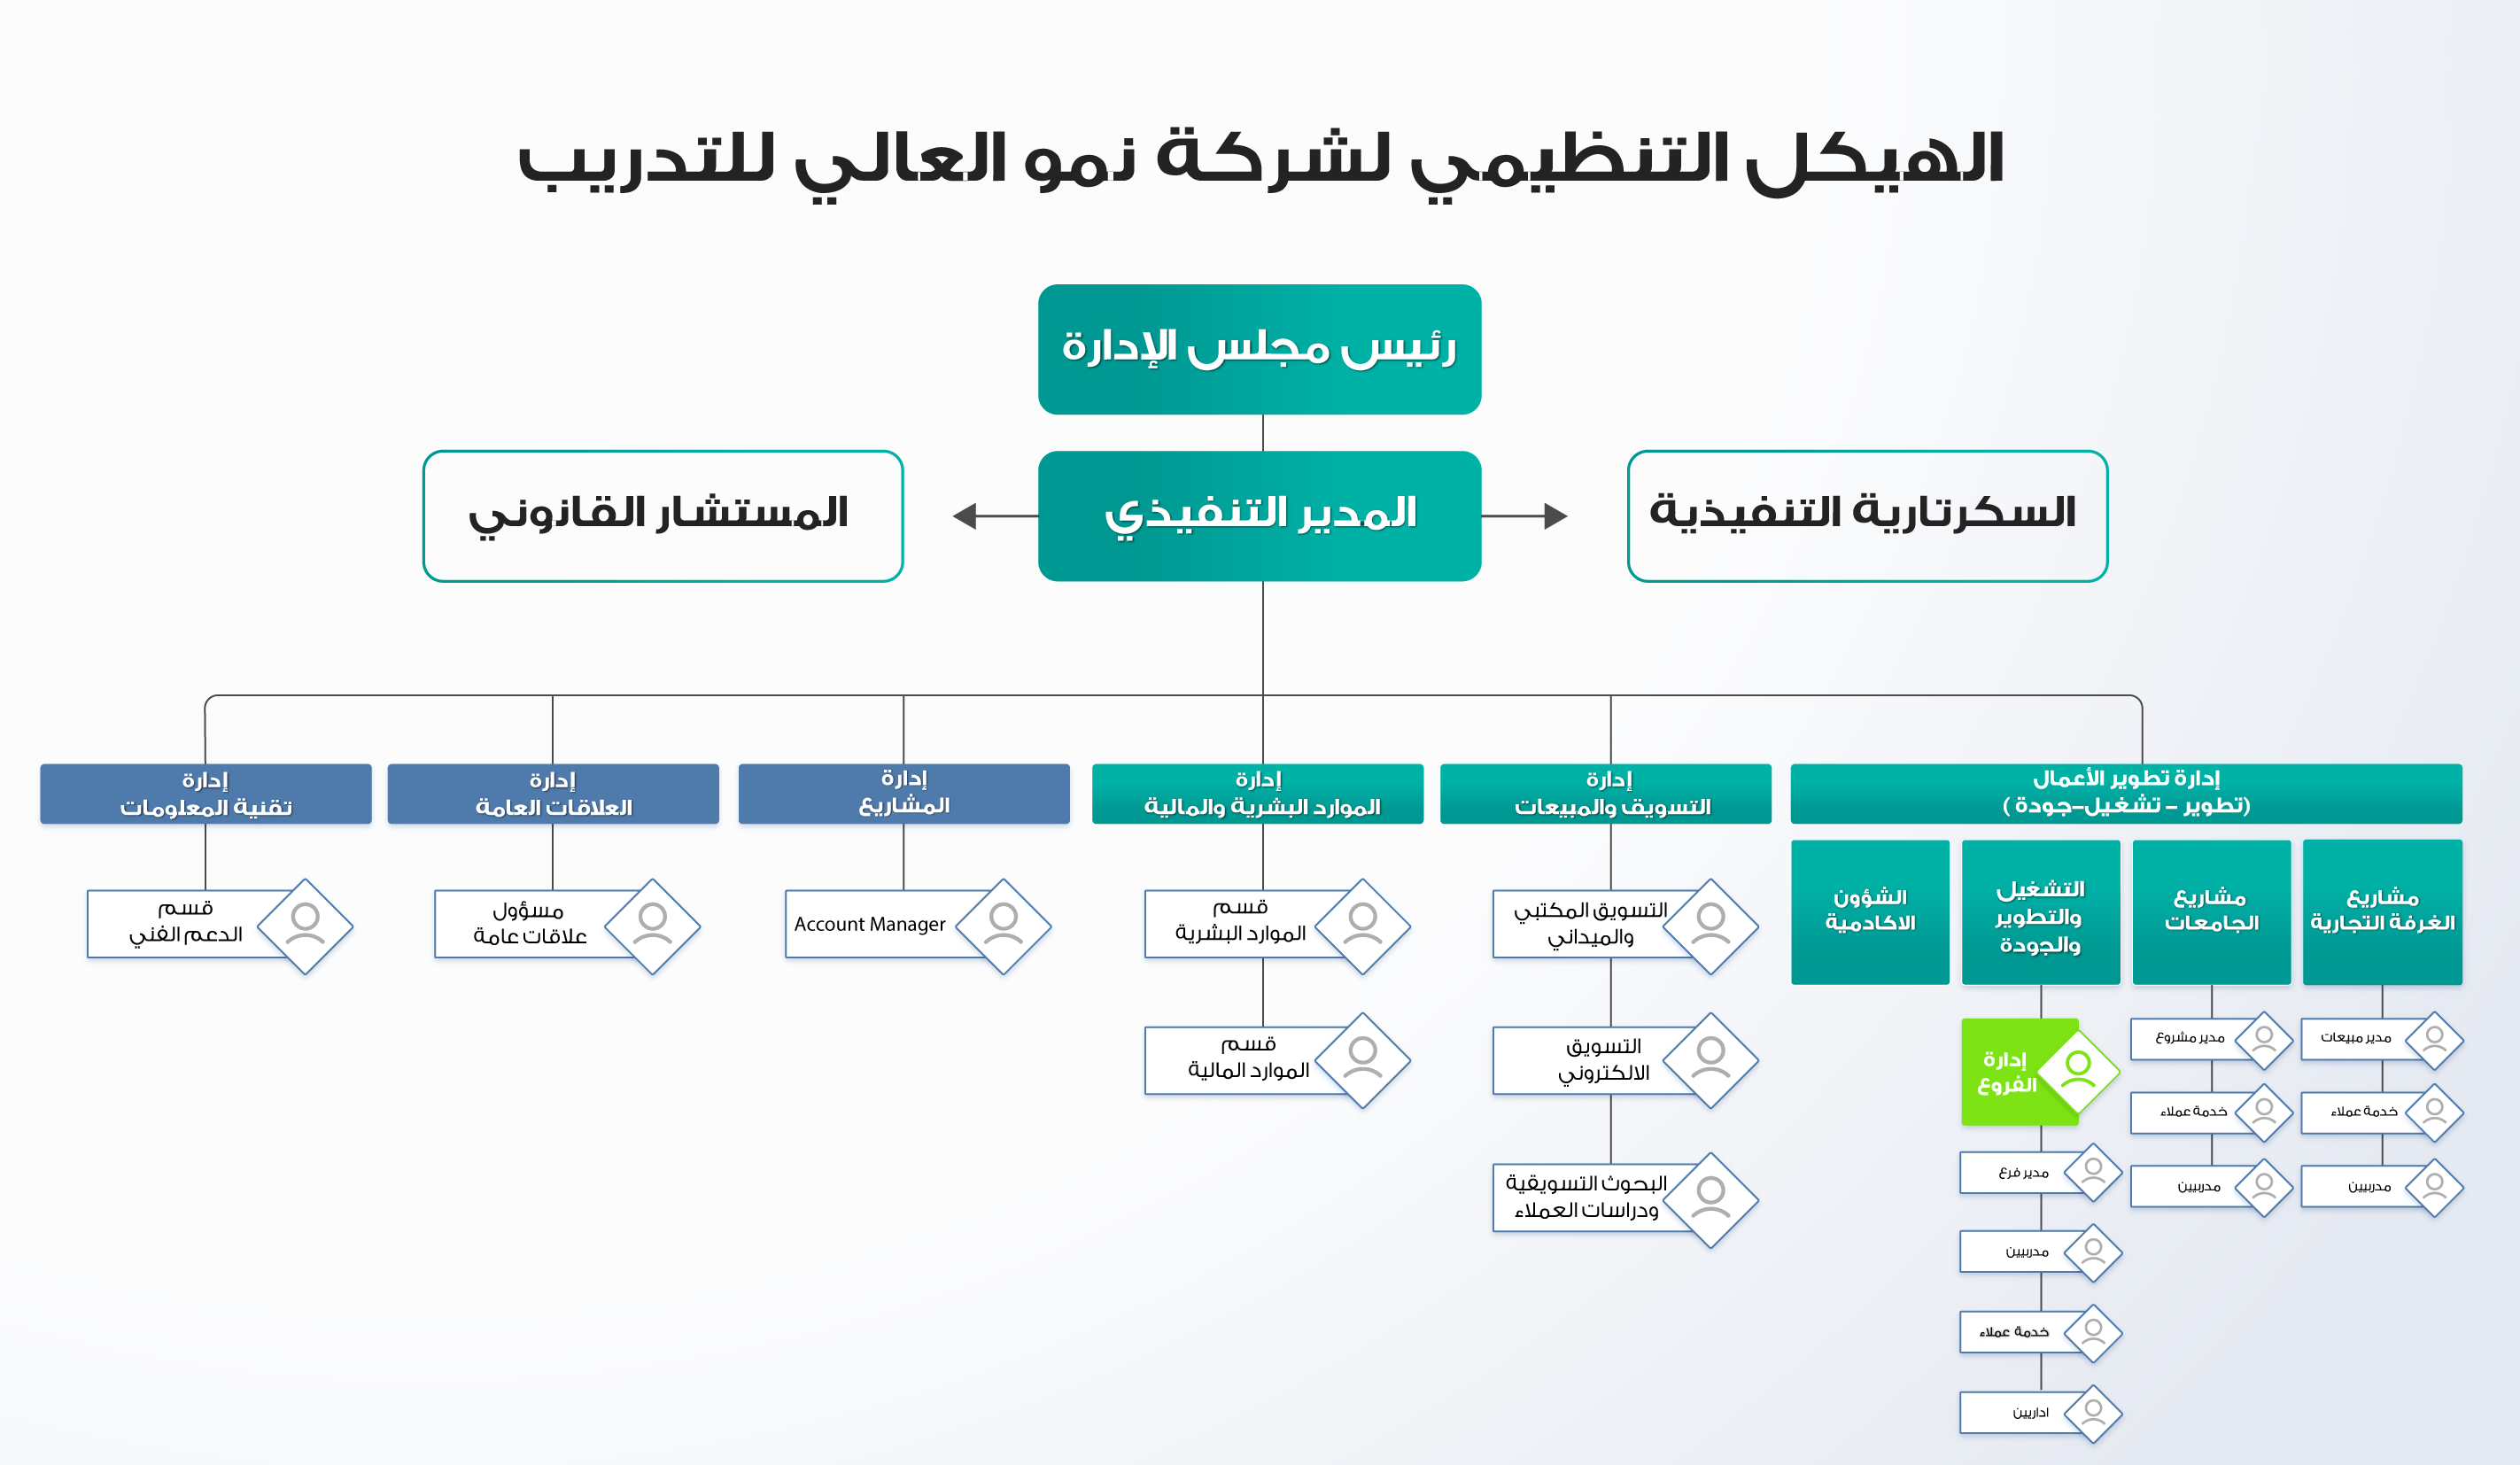 الهيكل التنظيمي لشركة نمو العالي للتدريب
رئيس مجلس الإدارة
السكرتارية التنفيذية
المدير التنفيذي
المستشار القانوني
إدارة تطوير الأعمال
(تطوير - تشغيل-جودة )
مشاريع
الغرفة التجارية
مدير مبيعات
خدمة عملاء
مدربيين
مشاريع
الجامعات
مدير مشروع
خدمة عملاء
مدربيين
التشغيل
والتطوير
والجودة
إدارة
الفروع
مدير فرع
مدربيين
خدمة عملاء
اداريين
الشؤون
الاكادمية
إدارة
التسويق والمبيعات
التسويق المكتبي
والميداني
التسويق
الالكتروني
البحوث التسويقية
ودراسات العملاء
إدارة
الموارد البشرية والمالية
قسم
الموارد البشرية
قسم
الموارد المالية
إدارة
المشاريع
Account Manager
إدارة
العلاقات العامة
مسؤول
علاقات عامة
إدارة
تقنية المعلومات
قسم
الدعم الفني